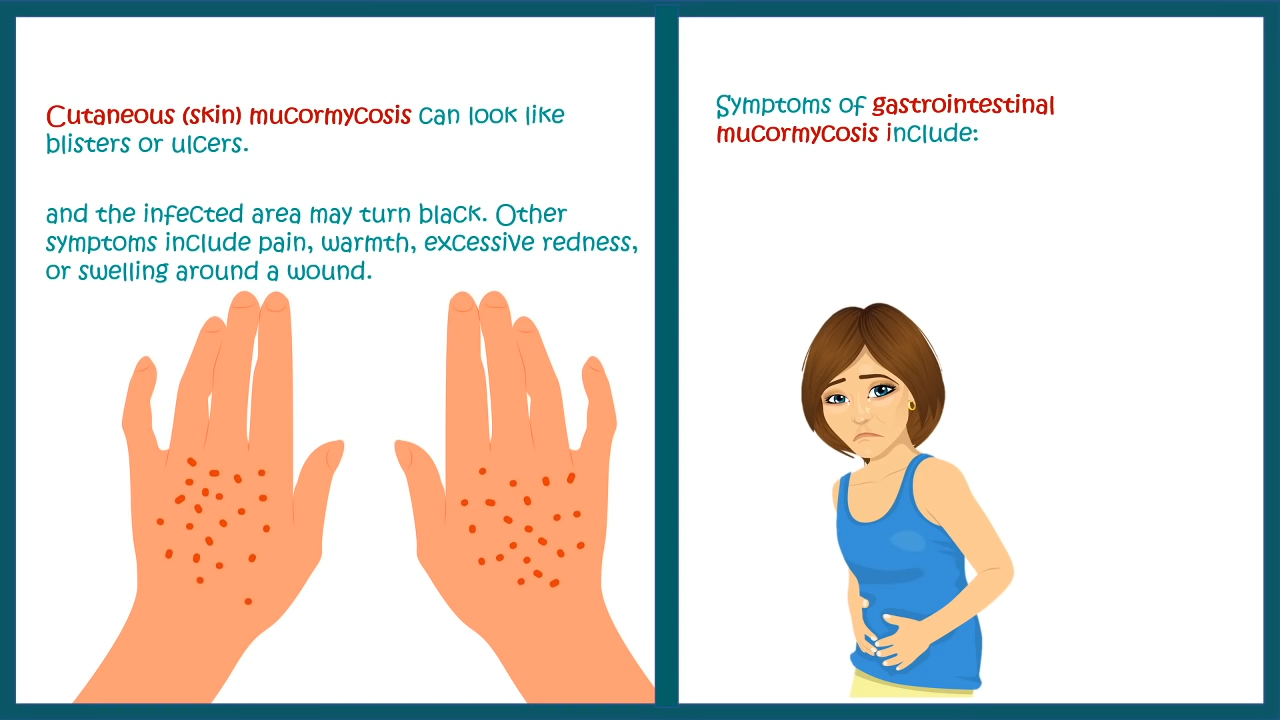 Cutaneous (skin) mucormycosis can look like
blisters or ulcers.
and the infected area may turn black. Other
symptoms include pain, warmth, excessive redness,
or swelling around a wound.
Symptoms of gastrointestinal
mucormycosis include: